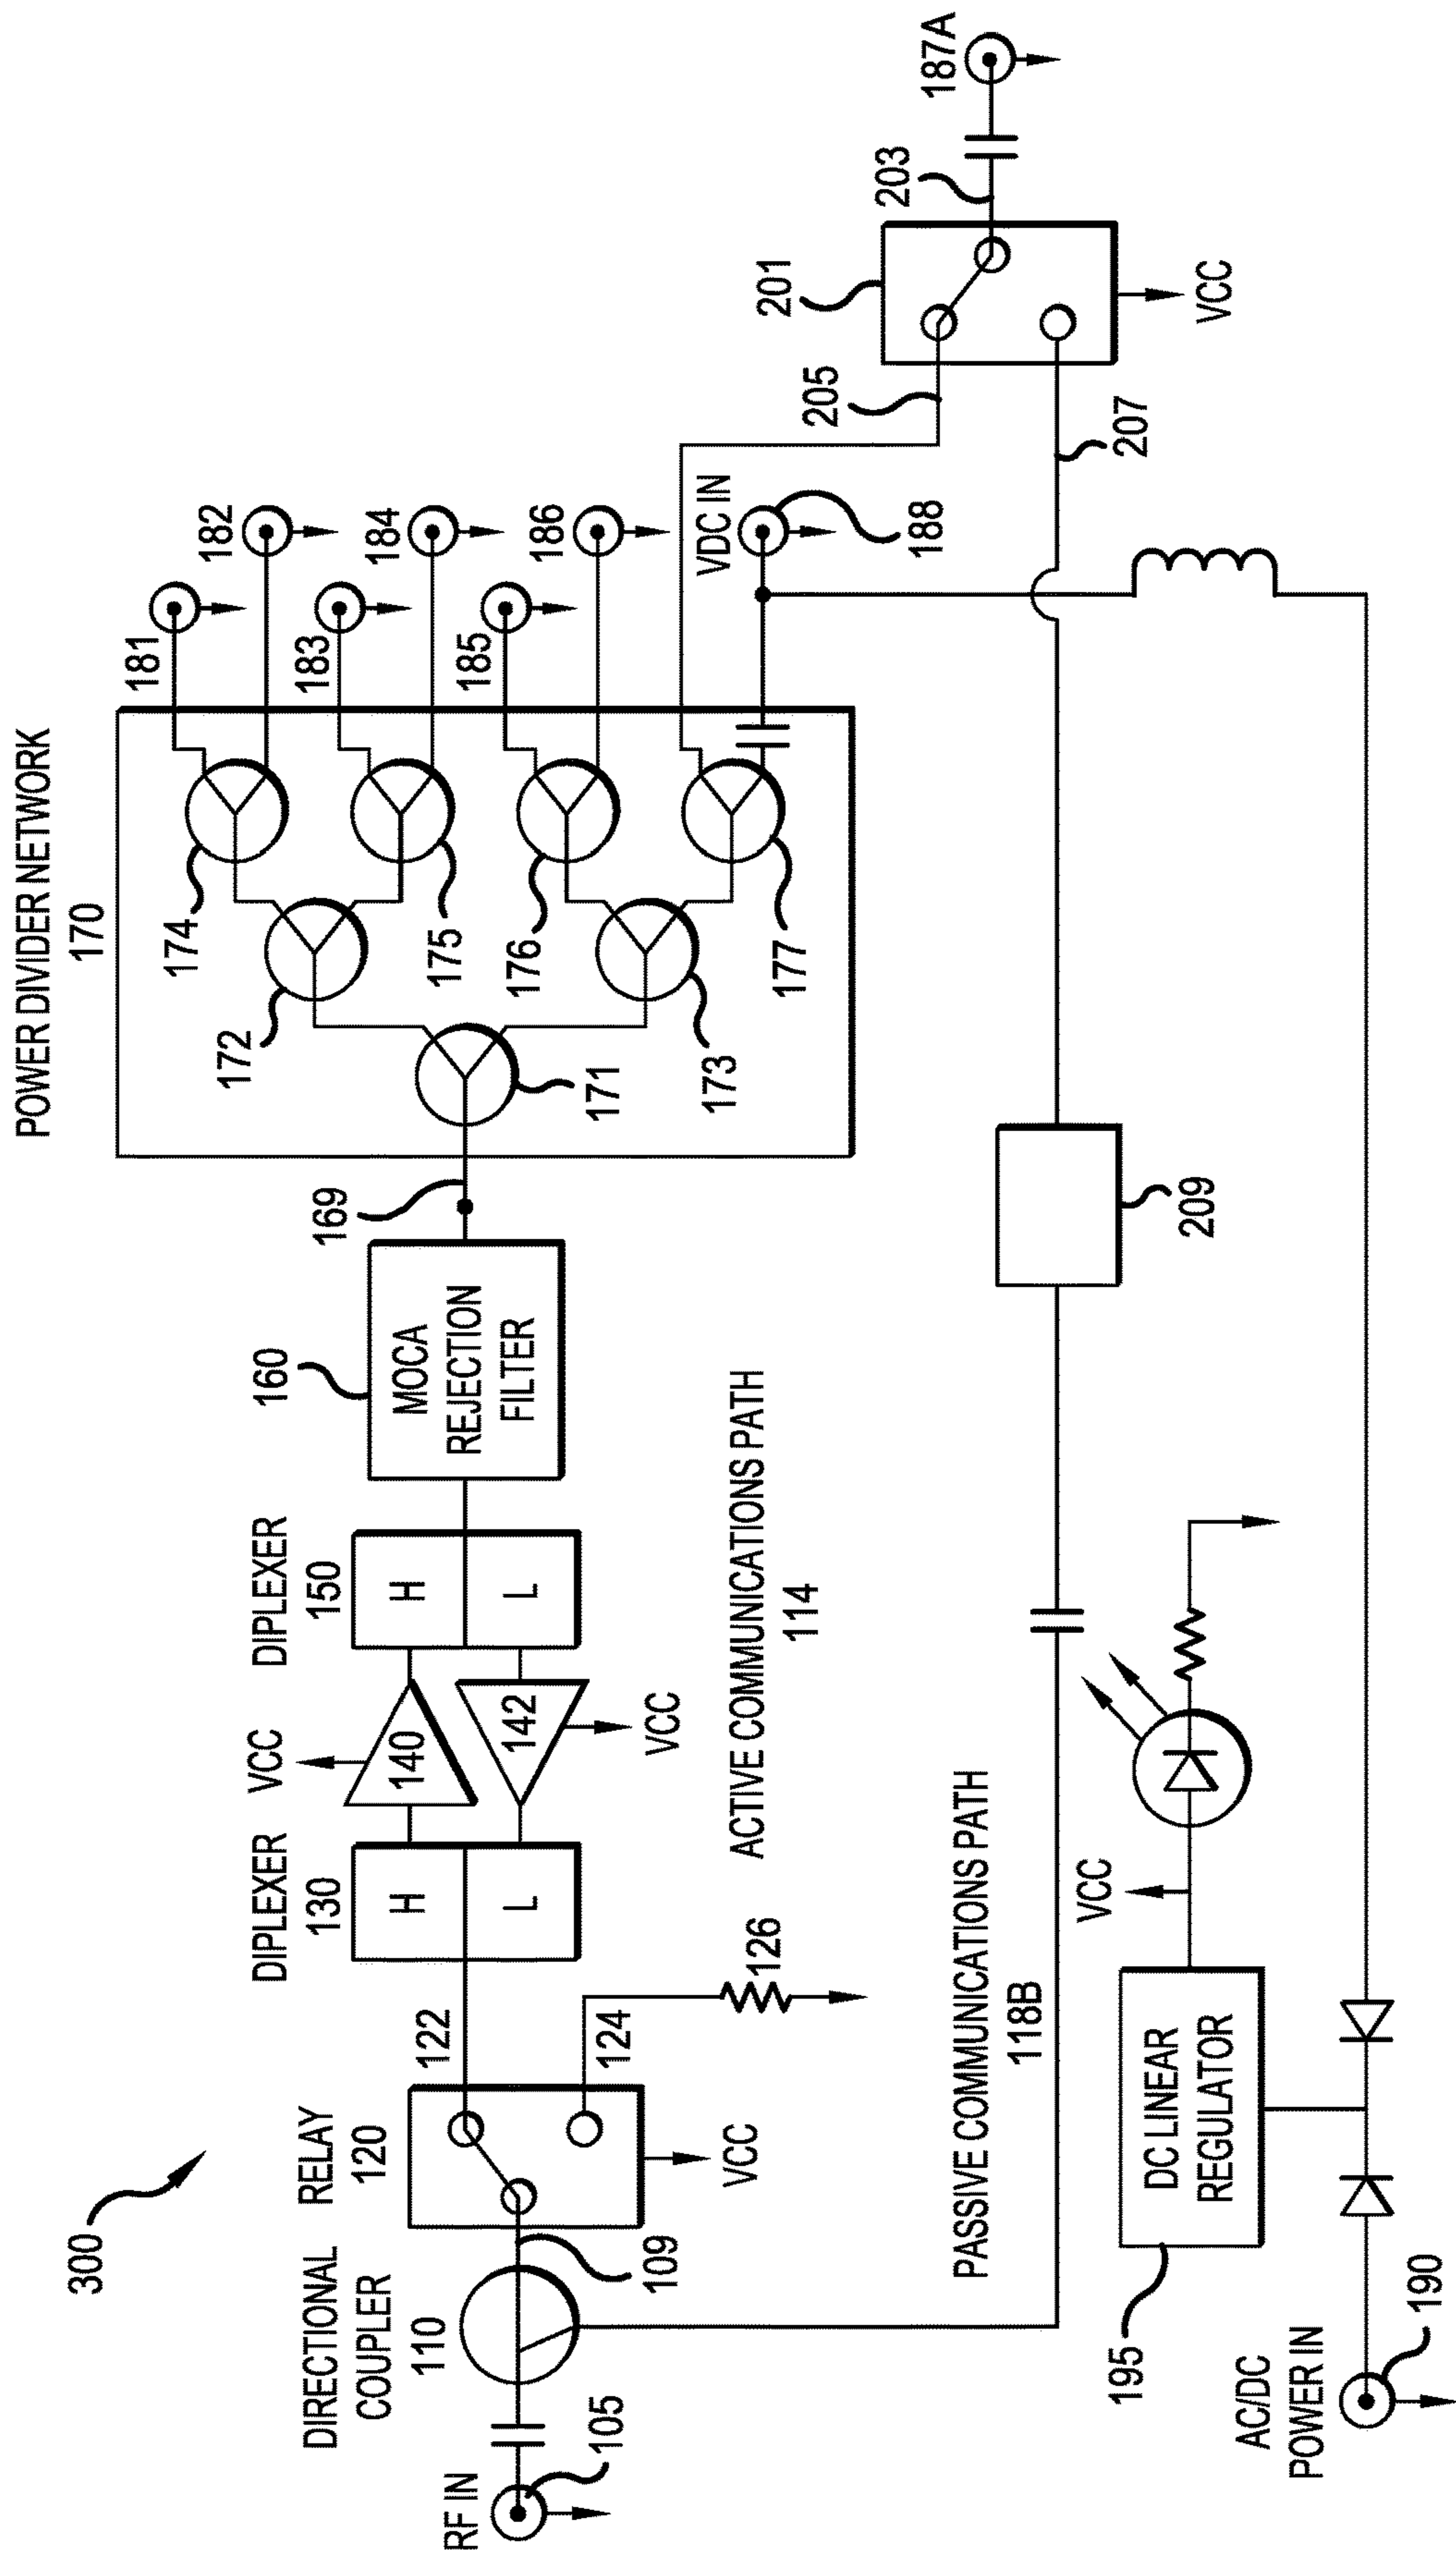 300
RF IN
105
DIRECTIONAL
COUPLER
110
109
RELAY
120
VCC
122
124
126
DIPLEXER
130
H
L
VCC
140
142
VCC
DIPLEXER
150
H
L
ACTIVE COMMUNICATIONS PATH
114
160
MOCA
REJECTION
FILTER
169
POWER DIVIDER NETWORK
170
171
172
173
174
175
176
177
181
182
183
184
185
186
VDC IN
188
205
201
203
187A
VCC
207
209
PASSIVE COMMUNICATIONS PATH
118B
VCC
DC LINEAR
REGULATOR
195
AC/DC
POWER IN
190